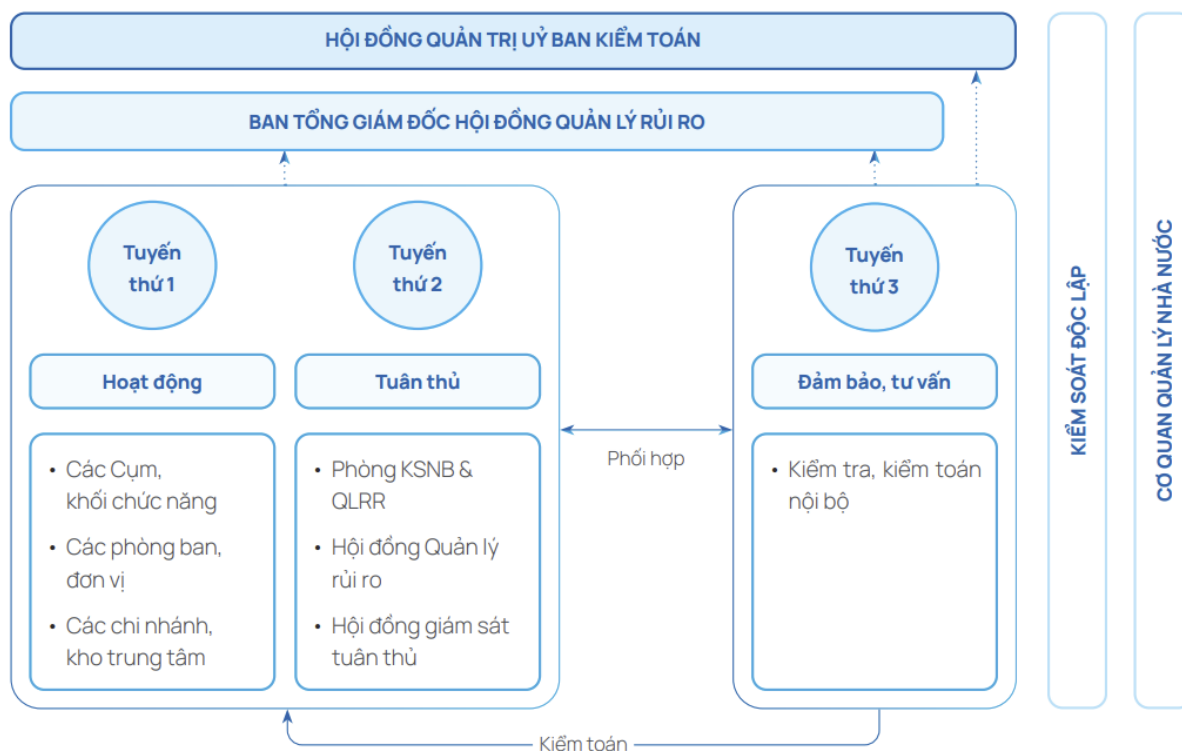 HỘI ĐỒNG QUẢN TRỊ UỶ BAN KIỂM TOÁN
BAN TỔNG GIÁM ĐỐC HỘI ĐỒNG QUẢN LÝ RỦI RO
Tuyến
thứ 1
Hoạt động
• Các Cụm,
khối chức năng
• Các phòng ban,
đơn vị
• Các chi nhánh,
kho trung tâm
Tuyến
thứ 2
Tuân thủ
• Phòng KSNB &
QLRR
• Hội đồng Quản lý
rủi ro
• Hội đồng giám sát
tuân thủ
Phối hợp
Tuyến
thứ 3
Đảm bảo, tư vấn
• Kiểm tra, kiểm toán
nội bộ
Kiểm toán
KIỂM SOÁT ĐỘC LẬP
CƠ QUAN QUẢN LÝ NHÀ NƯỚC